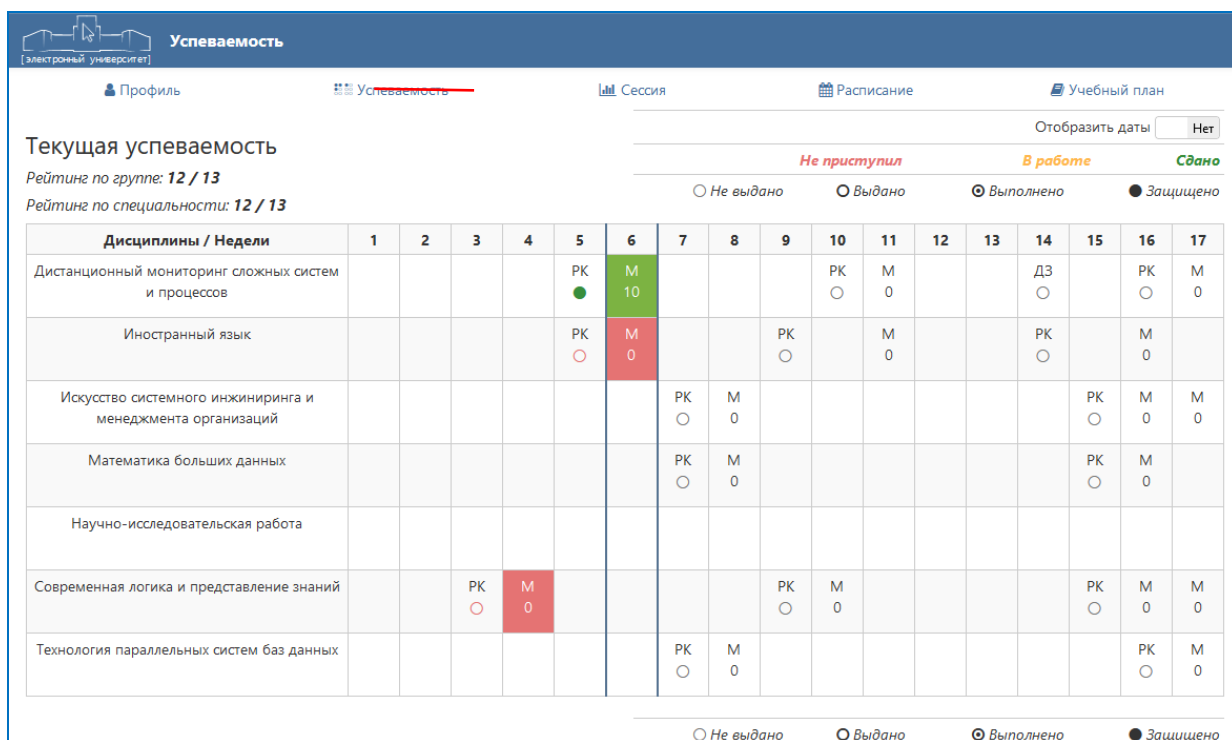 [электронный университет]
Успеваемость
Профиль Успеваемость Сессия Расписание Учебный план
Отобразить даты Нет
Текущая успеваемость
Не приступил В работе Сдано
Рейтинг по группе: 12 / 13
Не выдано Выдано Выполнено Защищено
Рейтинг по специальности: 12 / 13
Дисциплины / Недели 1 2 3 4 5 6 7 8 9 10 11 12 13 14 15 16 17
Дистанционный мониторинг сложных систем РК М РК М ДЗ РК М
и процессов 10 0 0
Иностранный язык РК М РК М РК М
0 0 0
Искусство системного инжиниринга и РК М РК М М
менеджмента организаций 0 0 0
Математика больших данных РК М РК М
0 0
Научно-исследовательская работа
Современная логика и представление знаний РК М РК М РК М М
0 0 0 0
Технология параллельных систем баз данных РК М РК М
0 0
Не выдано Выдано Выполнено Защищено